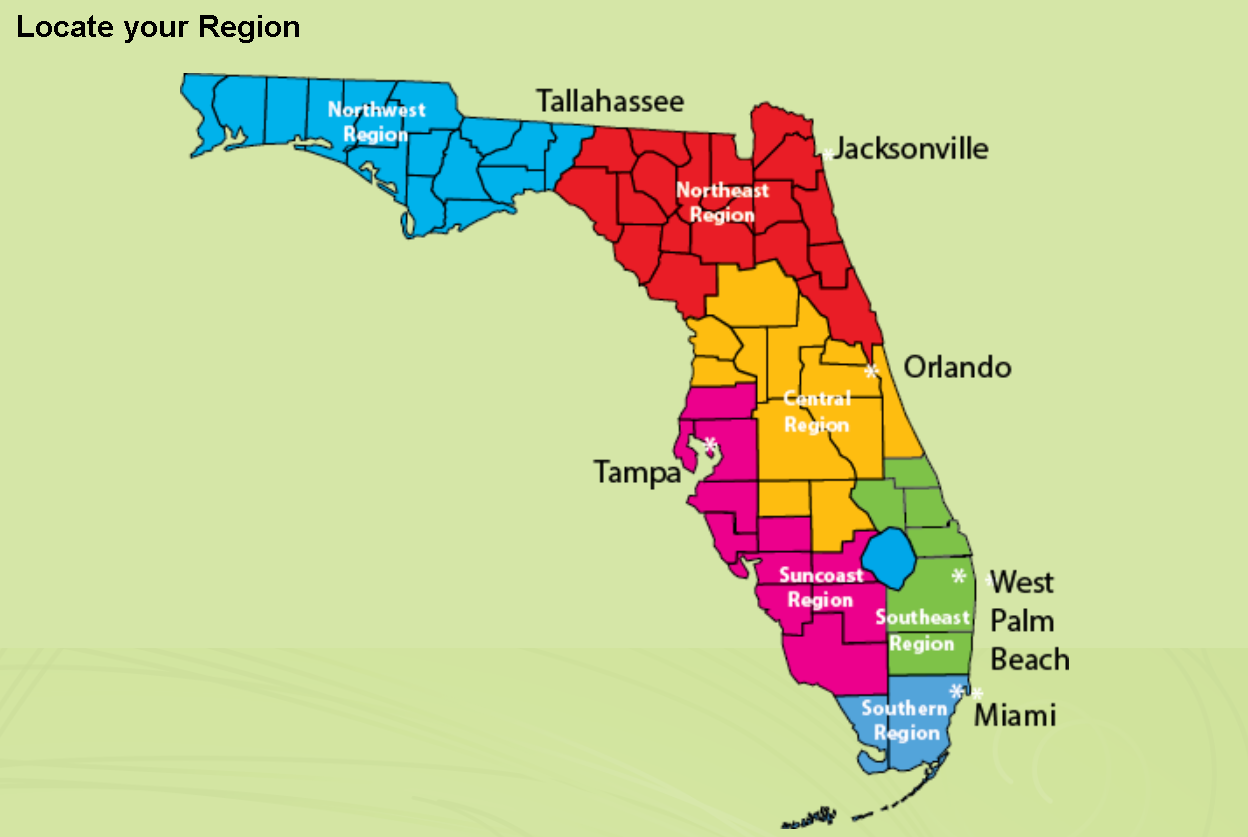 Locate your Region
Tallahassee
Northwest
Region
Jacksonville
Northeast
Region
Orlando
Central
Region
Tampa
Suncoast
Region
West
Palm
Beach
Southeast
Region
Southern
Region
Miami